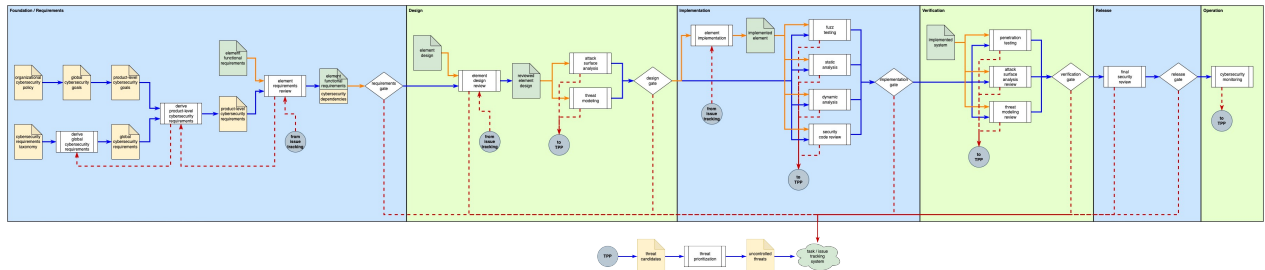 Foundation / Requirements
organizational
cybersecurity
policy
global
cybersecurity
goals
product-level
cybersecurity
goals
cybersecurity
requirements
taxonomy
derive
global
cybersecurity
requirements
global
cybersecurity
requirements
derive
product-level
cybersecurity
requirements
product-level
cybersecurity
requirements
element
functional
requirements
element
requirements
review
from
issue
tracking
element
functional
requirements
cybersecurity
dependencies
requirements
gate
Design
element
design
element
design
review
from
issue
tracking
reviewed
element
design
attack
surface
analysis
threat
modeling
to
TPP
design
gate
Implementation
element
implementation
from
issue
tracking
implemented
element
fuzz
testing
static
analysis
dynamic
analysis
security
code review
to
TPP
implementation
gate
Verification
implemented
system
penetration
testing
attack
surface
analysis
review
threat
modeling
review
to
TPP
verification
gate
Release
final
security
review
release
gate
Operation
cybersecurity
monitoring
to
TPP
TPP
threat
candidates
threat
prioritization
uncontrolled
threats
task / issue
tracking
system